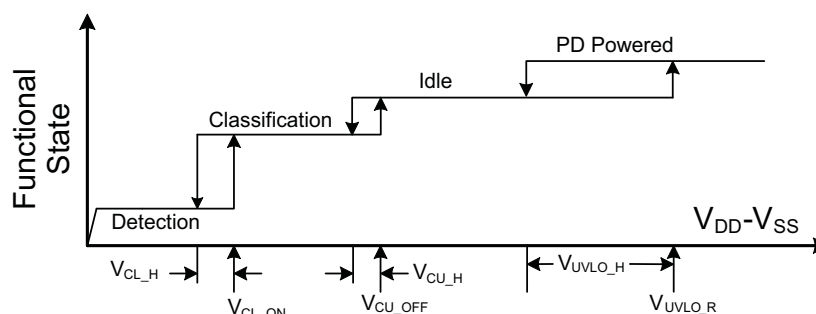 PD Powered
Idle
Classification
Detection
Functional
State
VDD-VSS
VCL_H
VCU_H
VUVLO_H
VCL_ON
VCU_OFF
VUVLO_R